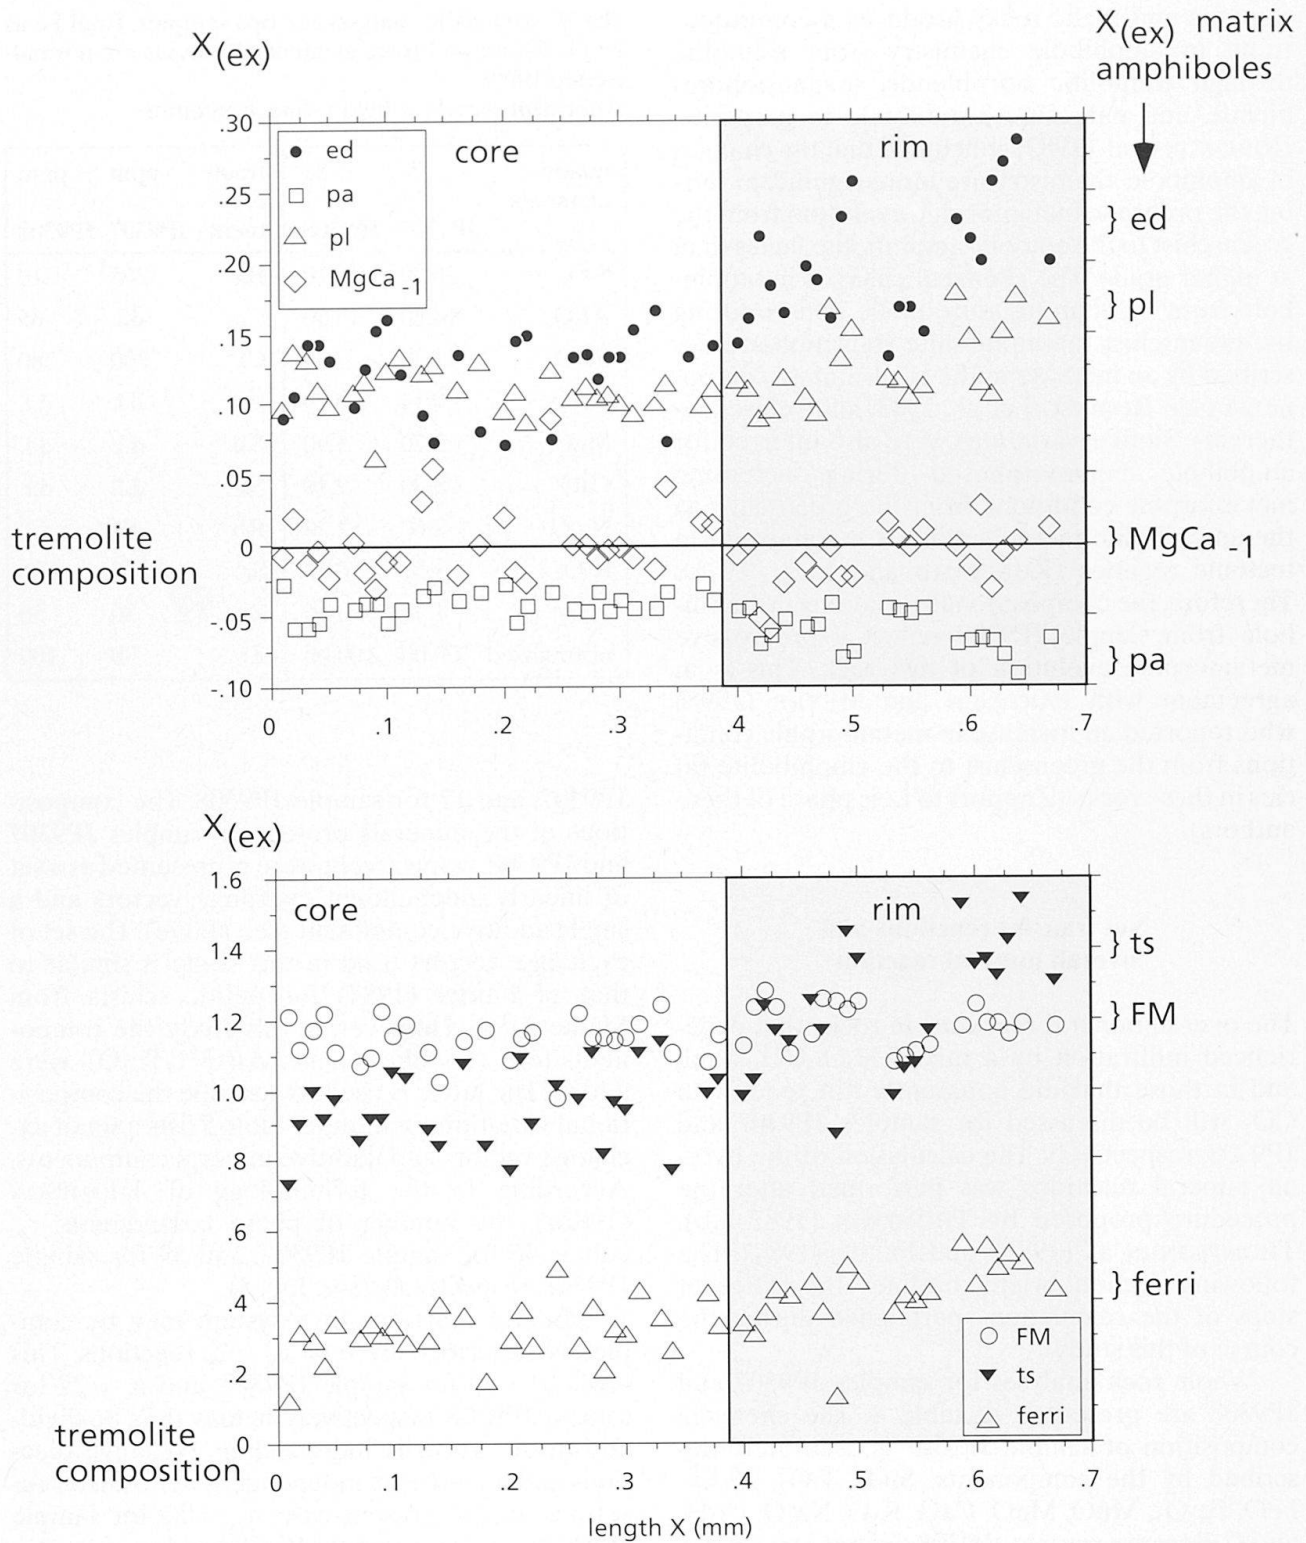 X(ex)
X(ex) matrix
amphiboles
.30
.25
.20
.15
.10
.05
0
-.05
-.10
ed
pa
pl
MgCa -1
core
rim
} ed
} pl
} MgCa -1
} pa
tremolite
composition
0 .1 .2 .3 .4 .5 .6 .7
X(ex)
1.6
1.4
1.2
1.0
.8
.6
.4
.2
0
core
rim
} ts
} FM
} ferri
FM
ts
ferri
tremolite
composition
0 .1 .2 .3 .4 .5 .6 .7
length X (mm)